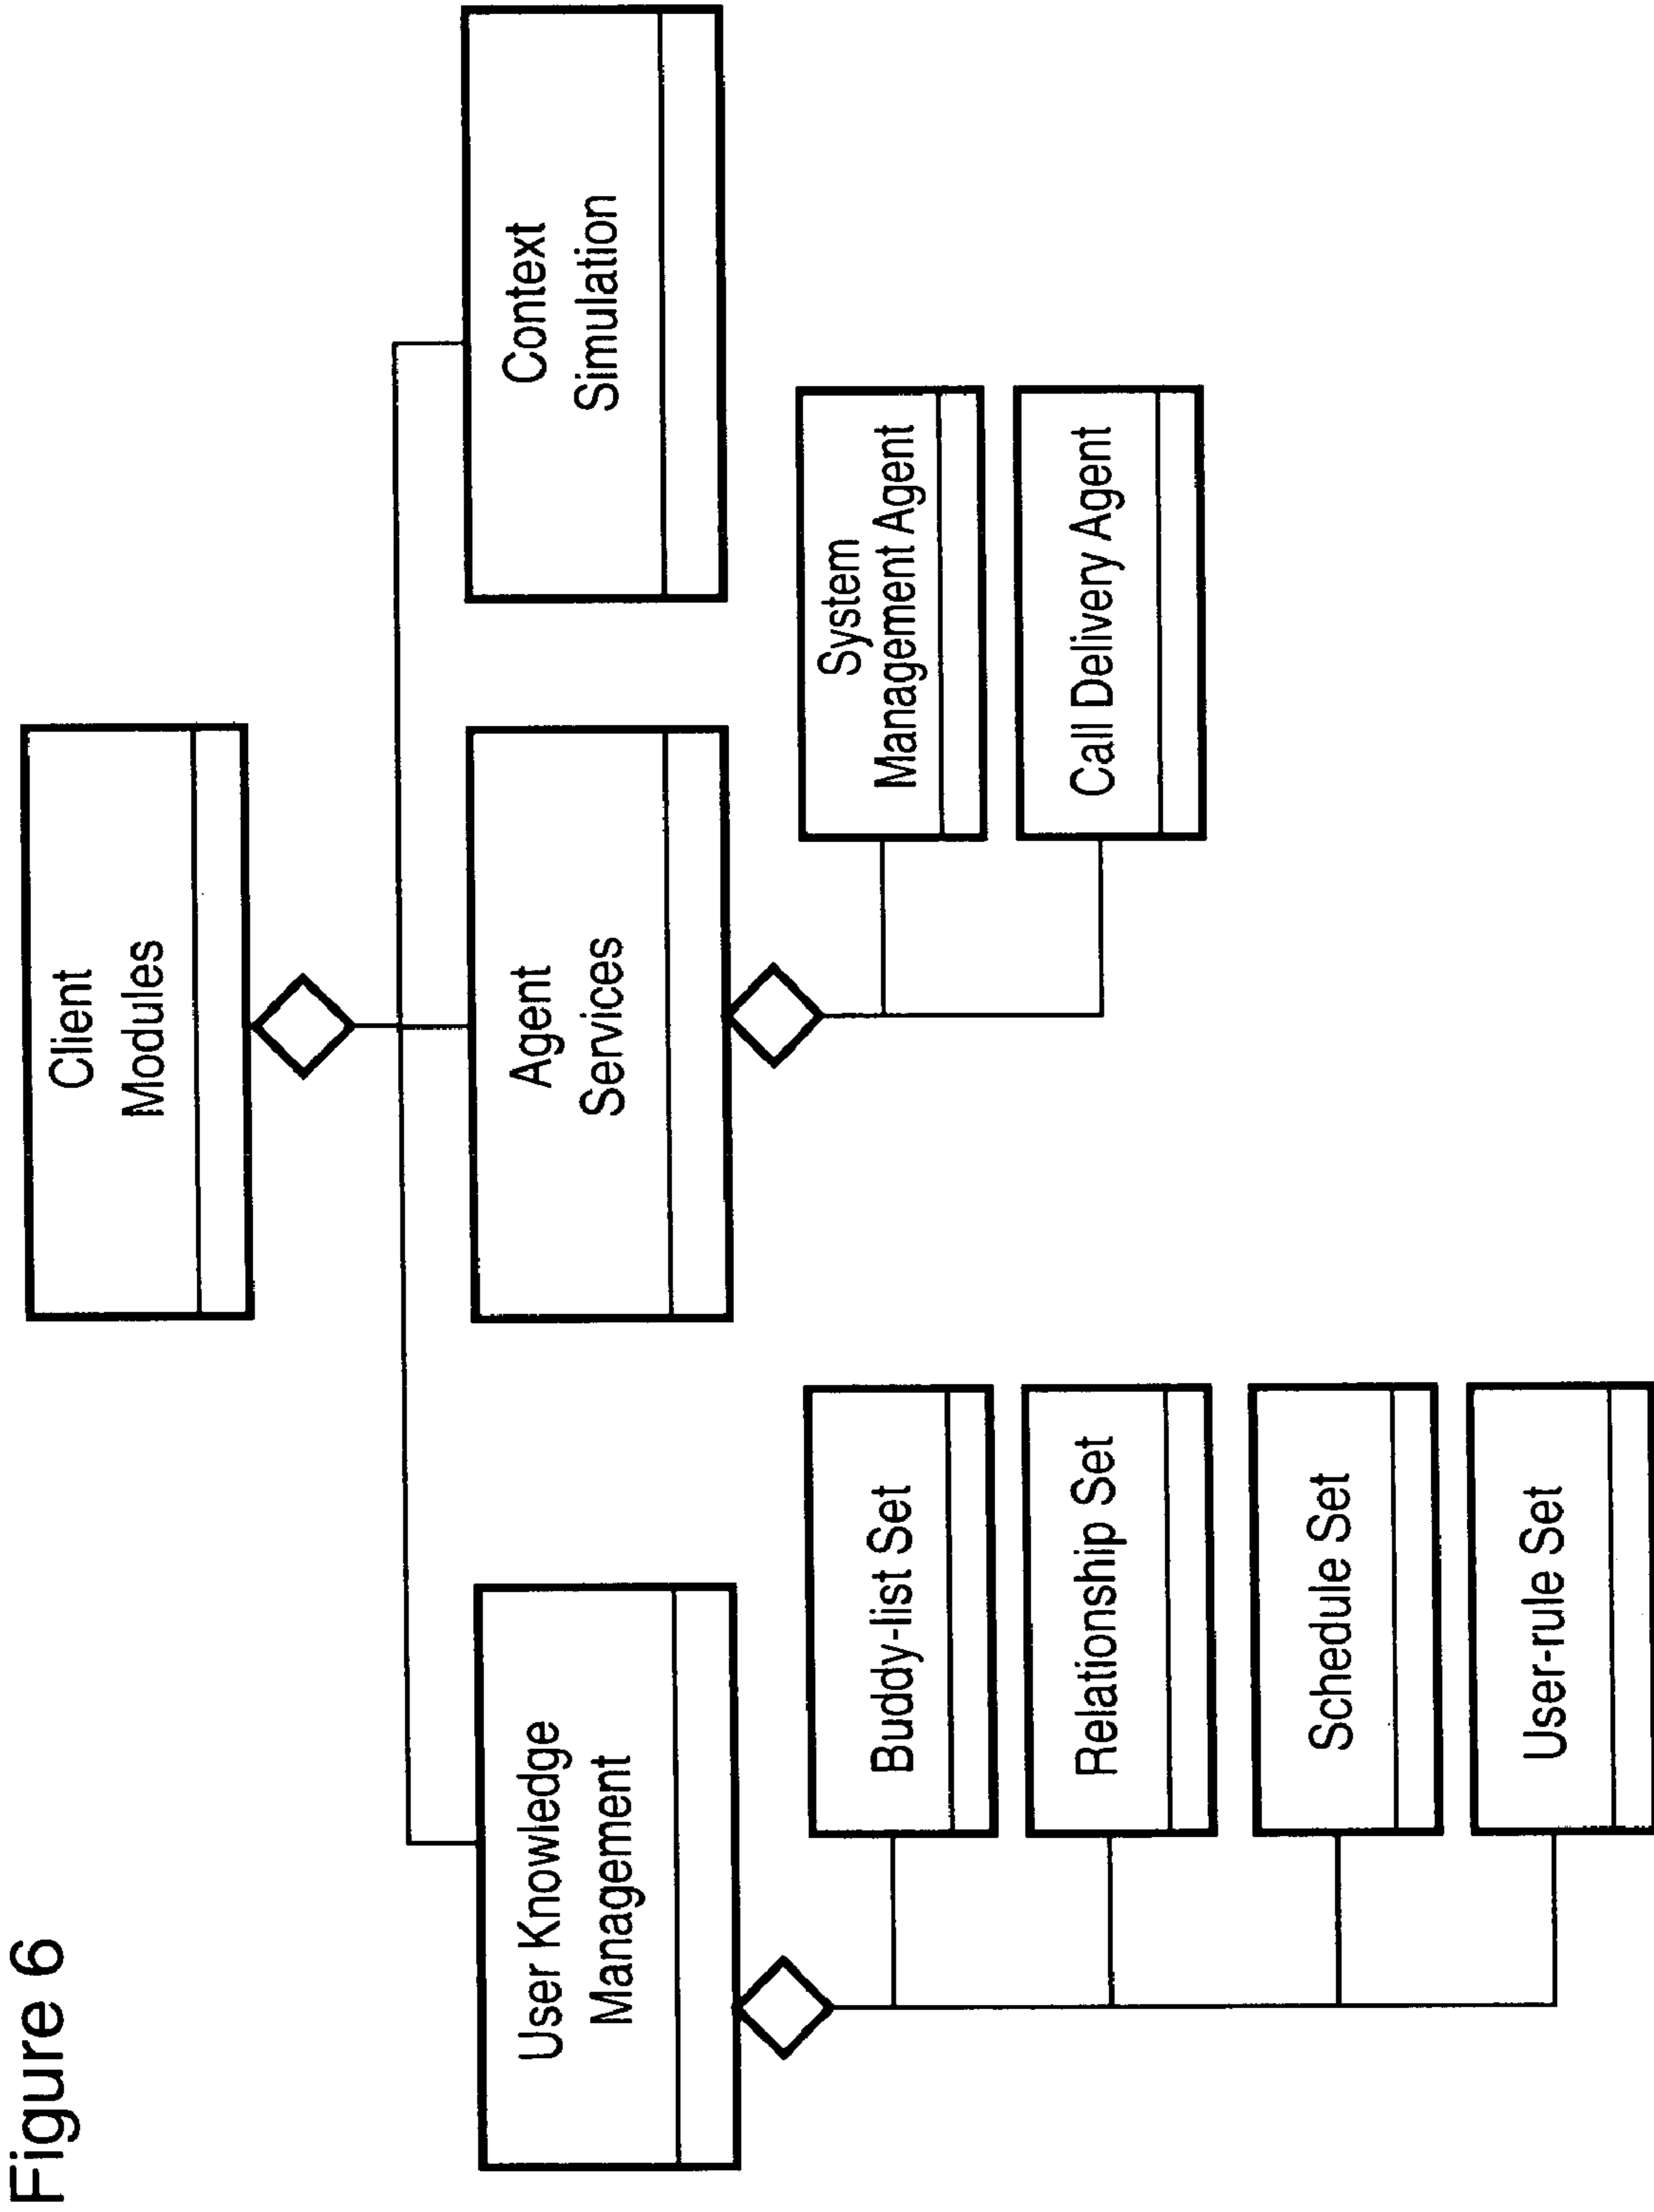 Figure 6
Client
Modules
User Knowledge
Management
Agent
Services
Context
Simulation
Buddy-list Set
Relationship Set
Schedule Set
User-rule Set
System
Management Agent
Call Delivery Agent